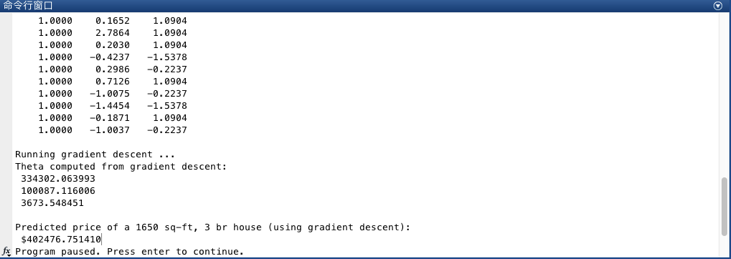 命令行窗口
1.0000 0.1652 1.0904
1.0000 2.7864 1.0904
1.0000 0.2030 1.0904
1.0000 -0.4237 -1.5378
1.0000 0.2986 -0.2237
1.0000 0.7126 1.0904
1.0000 -1.0075 -0.2237
1.0000 -1.4454 -1.5378
1.0000 -0.1871 1.0904
1.0000 -1.0037 -0.2237
Running gradient descent ...
Theta computed from gradient descent:
334302.063993
100087.116006
3673.548451
Predicted price of a 1650 sq-ft, 3 br house (using gradient descent):
$402476.751410
fx Program paused. Press enter to continue.